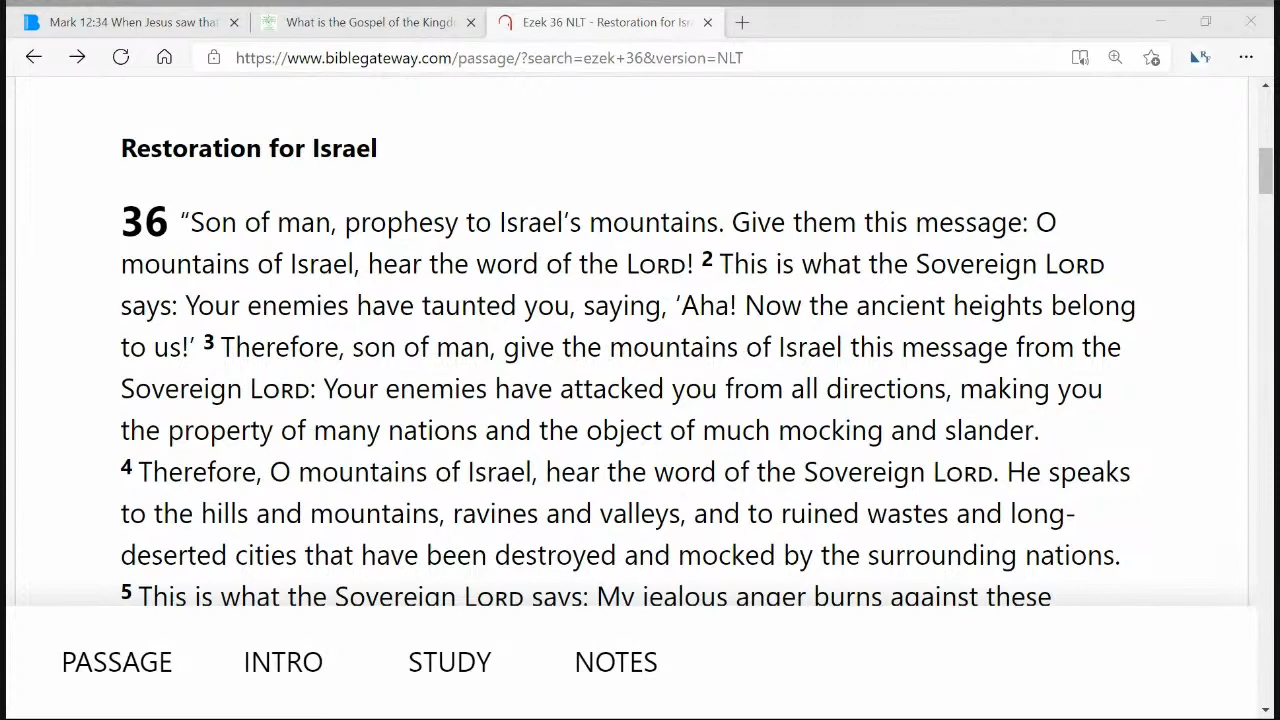 Mark 12:34 When Jesus saw that
What is the Gospel of the Kingdo
Ezek 36 NLT - Restoration for Isra
https://www.biblegateway.com/passage/?search=ezek+36&version=NLT
Restoration for Israel
36 “Son of man, prophesy to Israel’s mountains. Give them this message: O
mountains of Israel, hear the word of the LORD! 2 This is what the Sovereign LORD
says: Your enemies have taunted you, saying, ‘Aha! Now the ancient heights belong
to us!’ 3 Therefore, son of man, give the mountains of Israel this message from the
Sovereign LORD: Your enemies have attacked you from all directions, making you
the property of many nations and the object of much mocking and slander.
4 Therefore, O mountains of Israel, hear the word of the Sovereign LORD. He speaks
to the hills and mountains, ravines and valleys, and to ruined wastes and long-
deserted cities that have been destroyed and mocked by the surrounding nations.
5 This is what the Sovereign LORD says: My jealous anger burns against these
PASSAGE INTRO STUDY NOTES